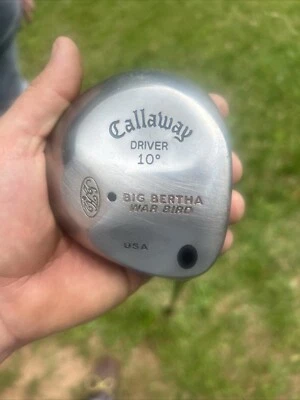 Callaway
DRIVER
10°
BIG BERTHA
WAR BIRD
USA